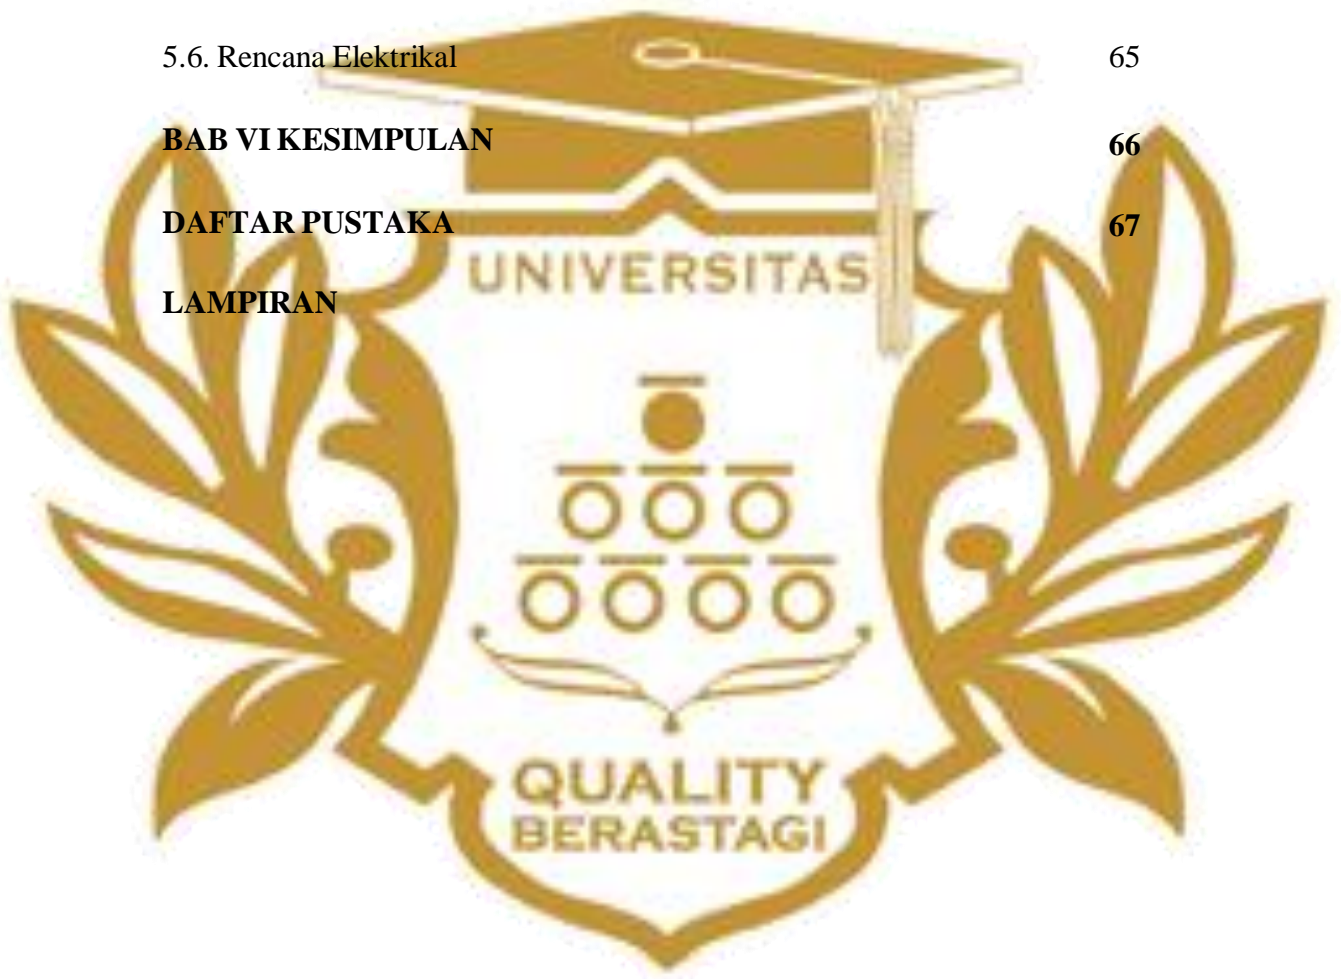 5.6. Rencana Elektrikal 65
BAB VI KESIMPULAN 66
DAFTAR PUSTAKA 67
UNIVERSITAS
LAMPIRAN
QUALITY
BERASTAGI